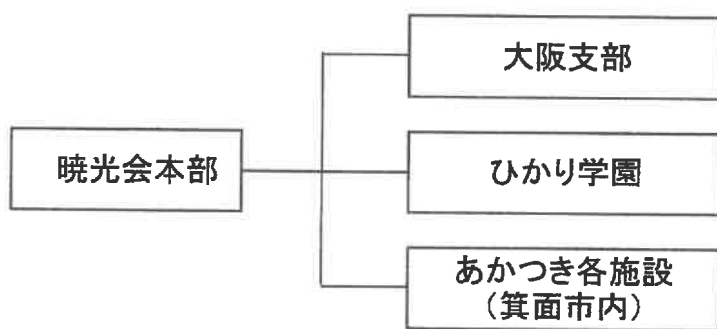 大阪支部
暁光会本部
ひかり学園
あかつき各施設
(箕面市内)